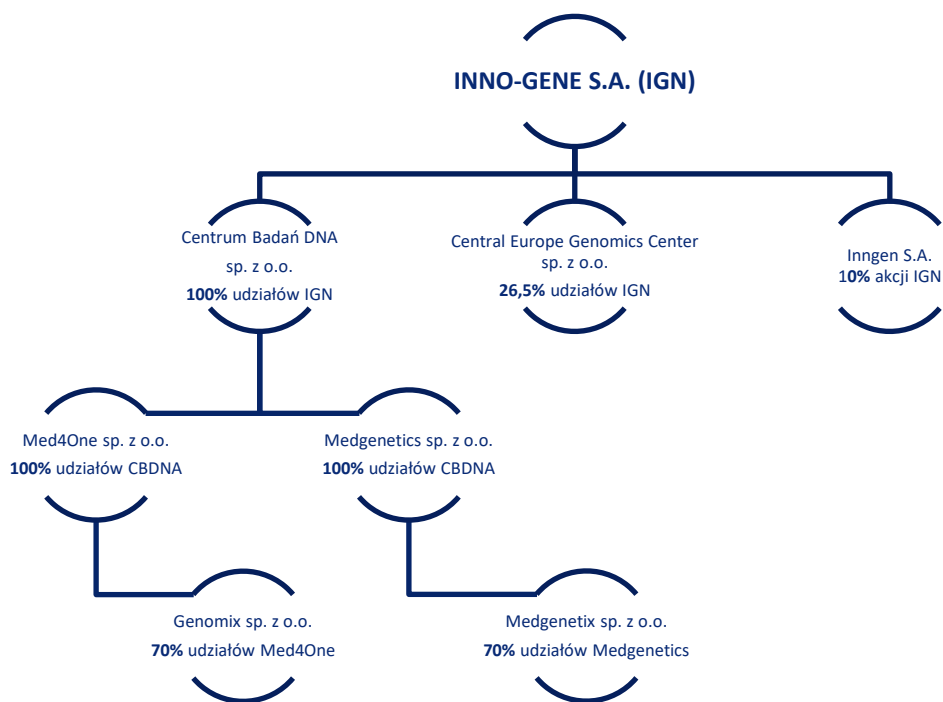 INNO-GENE S.A. (IGN)
Centrum Badań DNA
sp. z o.o.
100% udziałów IGN
Central Europe Genomics Center
sp. z o.o.
26,5% udziałów IGN
Inngen S.A.
10% akcji IGN
Med4One sp. z o.o.
100% udziałów CBDNA
Medgenetics sp. z o.o.
100% udziałów CBDNA
Genomix sp. z o.o.
70% udziałów Med4One
Medgenetix sp. z o.o.
70% udziałów Medgenetics